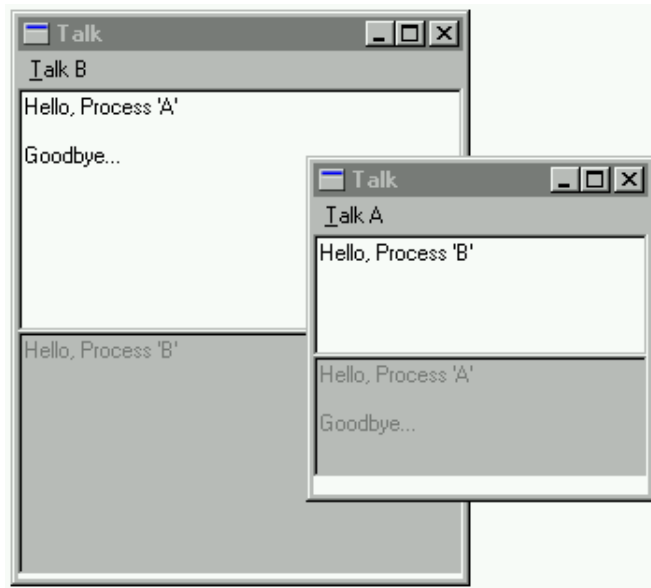 Talk
Talk B
Hello, Process 'A'
Goodbye...
Hello, Process 'B'
Talk
Talk A
Hello, Process 'B'
Hello, Process 'A'
Goodbye...